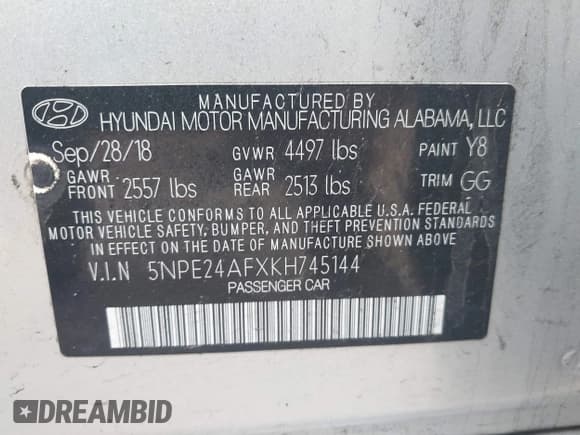 MANUFACTURED BY
HYUNDAI MOTOR MANUFACTURING ALABAMA, LLC
Sep/28/18 GVWR 4497 lbs PAINT Y8
GAWR FRONT 2557 lbs GAWR REAR 2513 lbs TRIM GG
THIS VEHICLE CONFORMS TO ALL APPLICABLE U.S.A. FEDERAL
MOTOR VEHICLE SAFETY, BUMPER, AND THEFT PREVENTION STANDARDS
IN EFFECT ON THE DATE OF MANUFACTURE SHOWN ABOVE
V.I.N 5NPE24AFXKH745144
PASSENGER CAR
DREAMBID